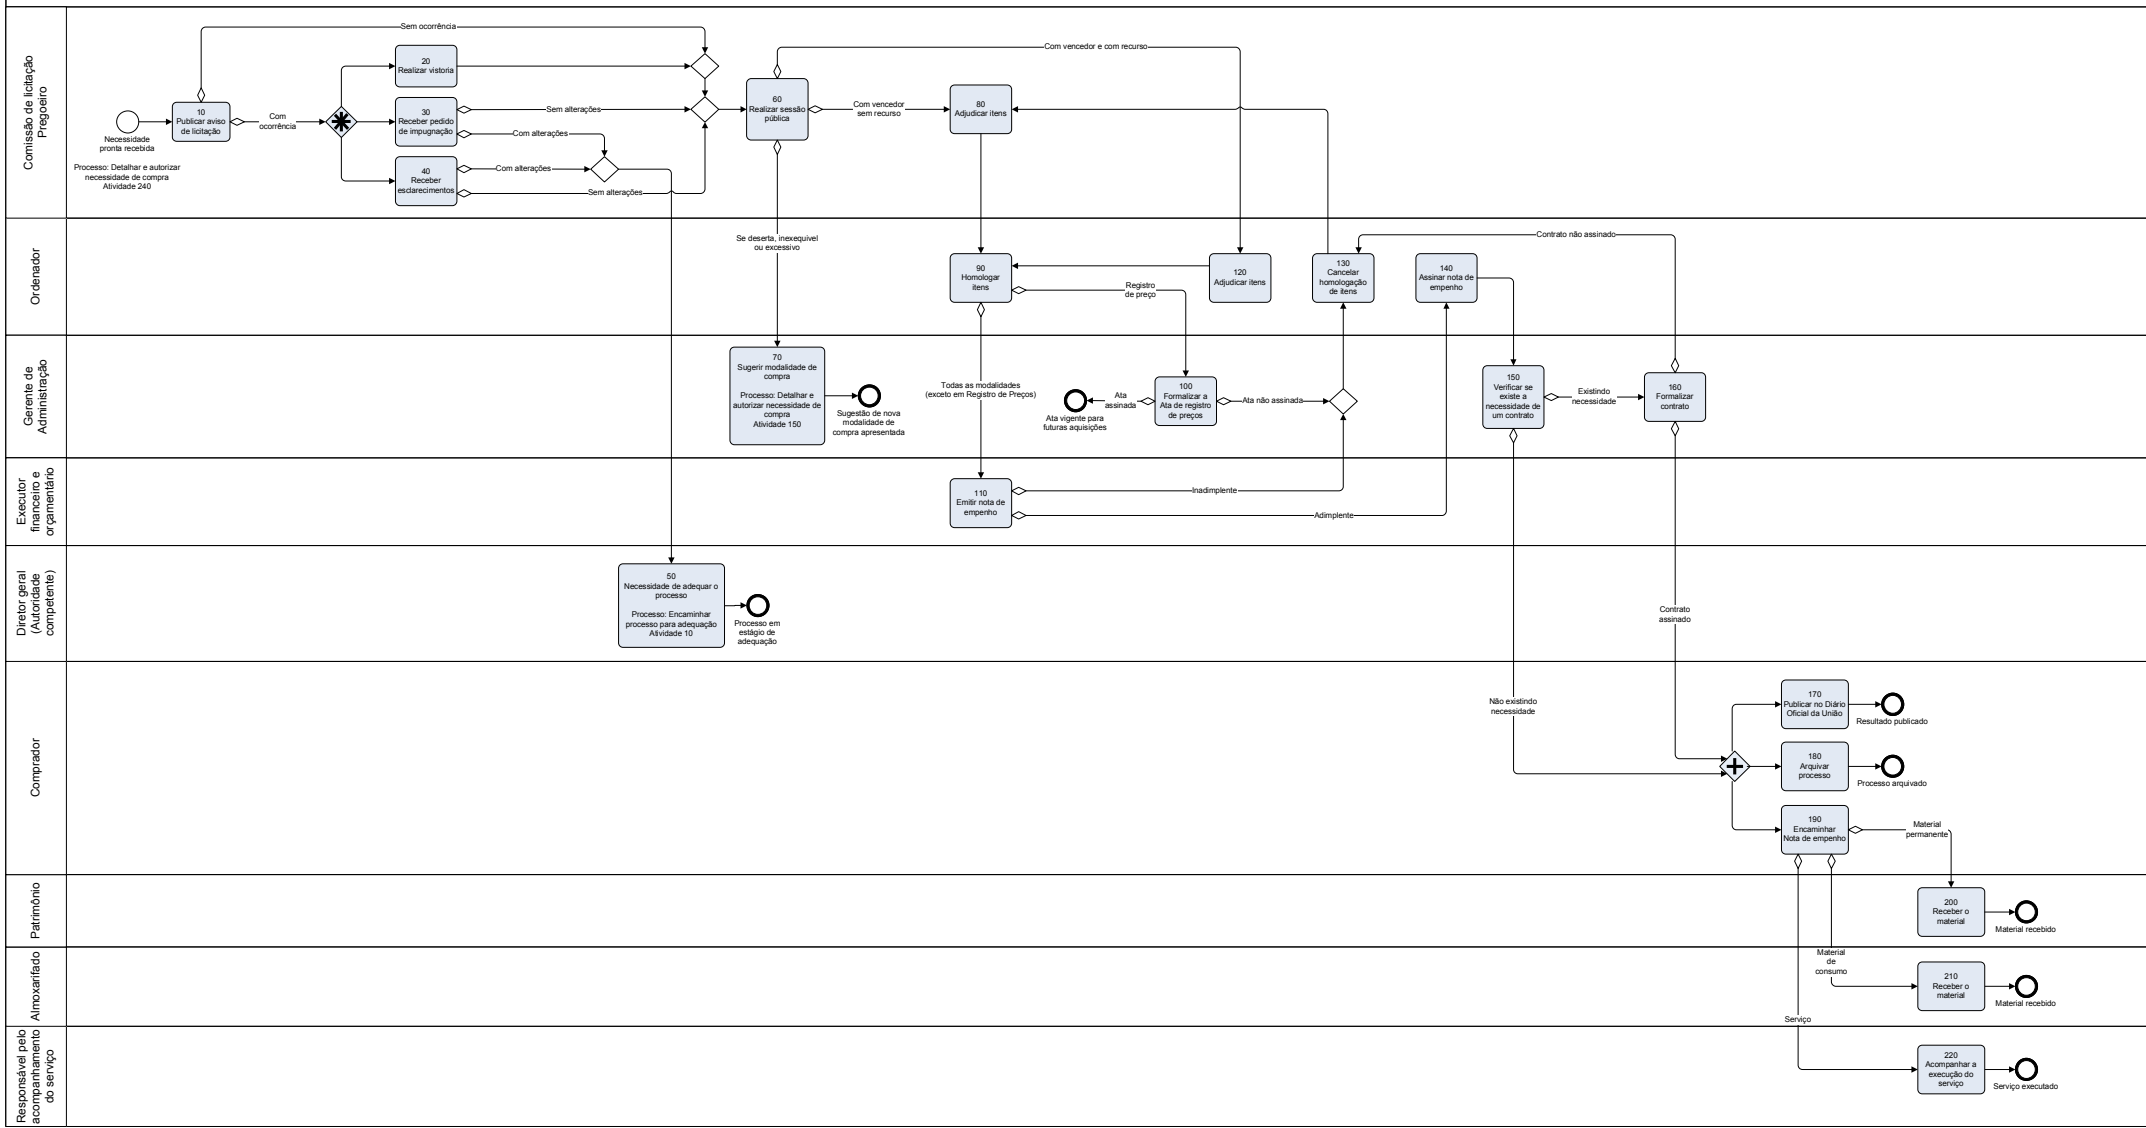 Comissão de licitação
Pregoeiro
Necessidade
pronta recebida
Processo: Detalhar e autorizar
necessidade de compra
Atividade 240
10
Publicar aviso
de licitação
Sem ocorrência
Com
ocorrência
20
Realizar vistoria
30
Receber pedido
de impugnação
40
Receber
esclarecimentos
Sem alterações
Com alterações
Com alterações
Sem alterações
60
Realizar sessão
pública
Com vencedor e com recurso
Com vencedor
sem recurso
80
Adjudicar itens
Ordenador
Se deserta, inexequivel
ou excessivo
90
Homologar
itens
Registro
de preço
120
Adjudicar itens
130
Cancelar
homologação
de itens
140
Assinar nota de
empenho
Contrato não assinado
Gerente de
Administração
70
Sugerir modalidade de
compra
Processo: Detalhar e
autorizar necessidade de
compra
Atividade 150
Sugestão de nova
modalidade de
compra apresentada
Todas as modalidades
(exceto em Registro de Preços)
Ata vigente para
futuras aquisições
Ata
assinada
100
Formalizar a
Ata de registro
de preços
Ata não assinada
150
Verificar se
existe a
necessidade de
um contrato
Existindo
necessidade
160
Formalizar
contrato
Executor
financeiro e
orçamentário
110
Emitir nota de
empenho
Inadimplente
Adimplente
Diretor geral
(Autoridade
competente)
50
Necessidade de adequar o
processo
Processo: Encaminhar
processo para adequação
Atividade 10
Processo em
estágio de
adequação
Contrato
assinado
Comprador
Não existindo
necessidade
170
Publicar no Diário
Oficial da União
Resultado publicado
180
Arquivar
processo
Processo arquivado
190
Encaminhar
Nota de empenho
Material
permanente
Patrimônio
200
Receber o
material
Material recebido
Almoxarifado
Material
de
consumo
210
Receber o
material
Material recebido
Serviço
Responsável pelo
acompanhamento
do serviço
220
Acompanhar a
execução do
serviço
Serviço executado